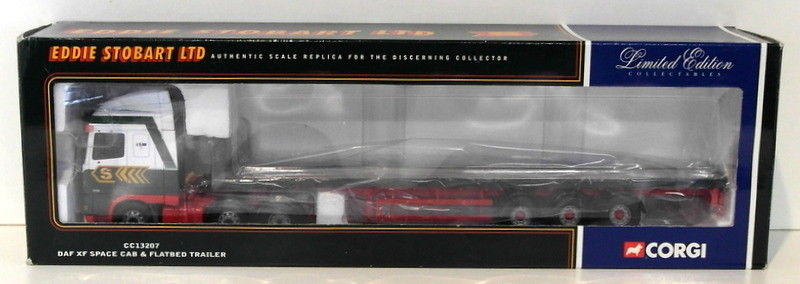 EDDIE STOBART LTD AUTHENTIC SCALE REPLICA FOR THE DISCERNING COLLECTOR
Limited Edition
COLLECTABLES
S
CC13207
DAF XF SPACE CAB & FLATBED TRAILER
CORGI